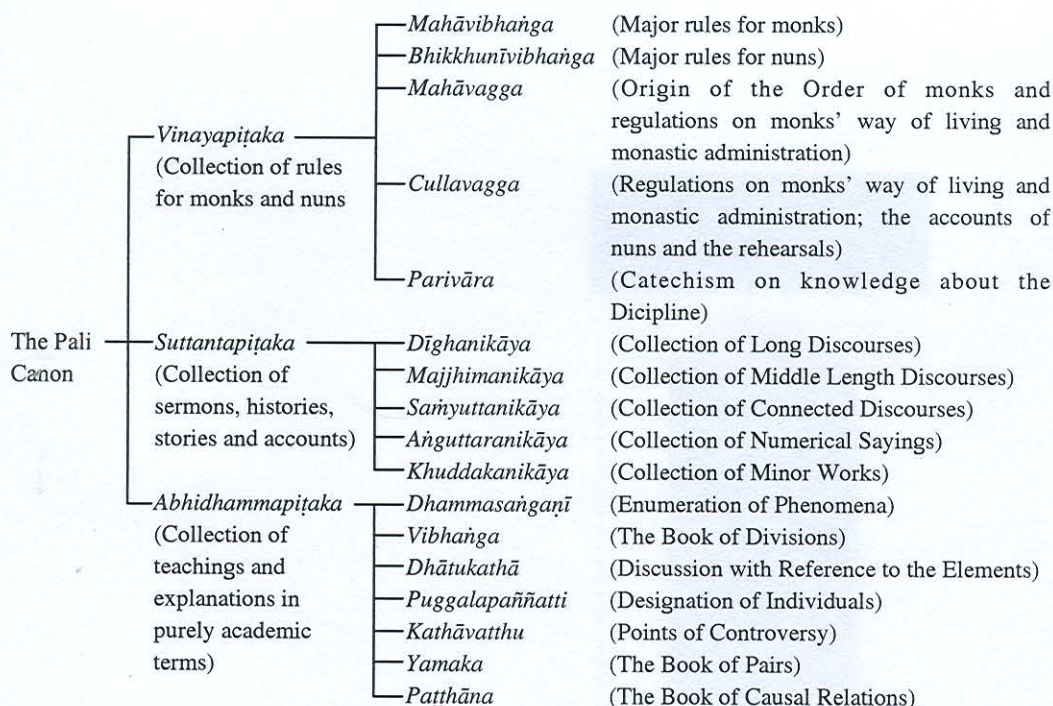 The Pali
Canon
Vinayapiṭaka
(Collection of rules
for monks and nuns
Mahāvibhaṅga (Major rules for monks)
Bhikkhunīvibhaṅga (Major rules for nuns)
Mahāvagga (Origin of the Order of monks and
regulations on monks' way of living and
monastic administration)
Cullavagga (Regulations on monks' way of living and
monastic administration; the accounts of
nuns and the rehearsals)
Parivāra (Catechism on knowledge about the
Dicipline)
Suttantapiṭaka
(Collection of
sermons, histories,
stories and accounts)
Dīghanikāya (Collection of Long Discourses)
Majjhimanikāya (Collection of Middle Length Discourses)
Saṁyuttanikāya (Collection of Connected Discourses)
Aṅguttaranikāya (Collection of Numerical Sayings)
Khuddakanikāya (Collection of Minor Works)
Abhidhammapiṭaka
(Collection of
teachings and
explanations in
purely academic
terms)
Dhammasaṅgaṇī (Enumeration of Phenomena)
Vibhaṅga (The Book of Divisions)
Dhātukathā (Discussion with Reference to the Elements)
Puggalapaññatti (Designation of Individuals)
Kathāvatthu (Points of Controversy)
Yamaka (The Book of Pairs)
Paṭṭhāna (The Book of Causal Relations)